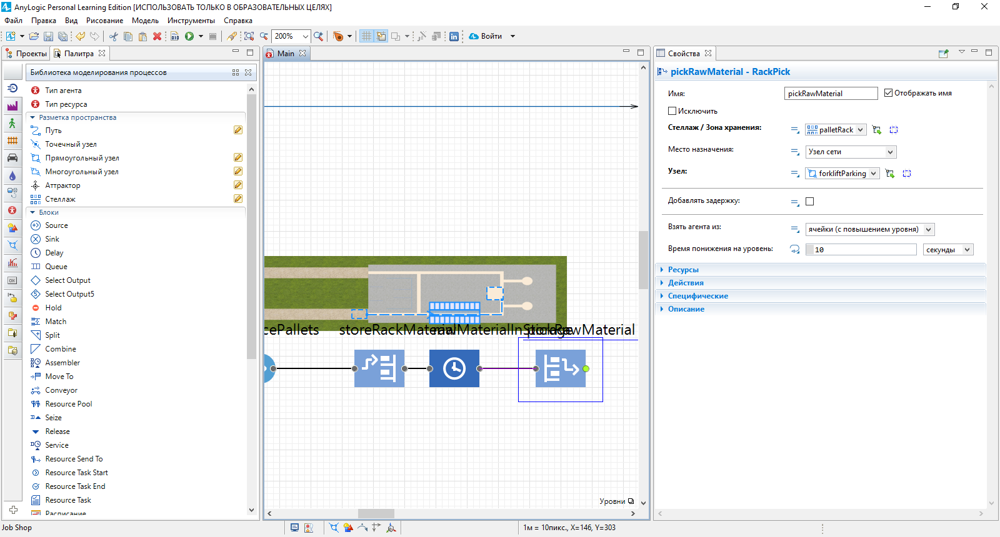 AnyLogic Personal Learning Edition [ИСПОЛЬЗОВАТЬ ТОЛЬКО В ОБРАЗОВАТЕЛЬНЫХ ЦЕЛЯХ]
Файл Правка Вид Рисование Модель Инструменты Справка
200% Войти
Проекты Палитра
Библиотека моделирования процессов
Тип агента
Тип ресурса
Разметка пространства
Путь
Точечный узел
Прямоугольный узел
Многоугольный узел
Аттрактор
Стеллаж
Блоки
Source
Sink
Delay
Queue
Select Output
Select Output5
Hold
Match
Split
Combine
Assembler
Move To
Conveyor
Resource Pool
Seize
Release
Service
Resource Send To
Resource Task Start
Resource Task End
Resource Task
Расписание
Main
cePallets storeRackMaterial rawMaterialInStorage pickRawMaterial
Уровни
Свойства
pickRawMaterial - RackPick
Имя: pickRawMaterial Отображать имя
Исключить
Стеллаж / Зона хранения: palletRack
Место назначения: Узел сети
Узел: forkliftParking
Добавлять задержку:
Взять агента из: ячейки (с повышением уровня)
Время понижения на уровень: 10 секунды
Ресурсы
Действия
Специфические
Описание
Job Shop 1м = 10пикс., X=146, Y=303